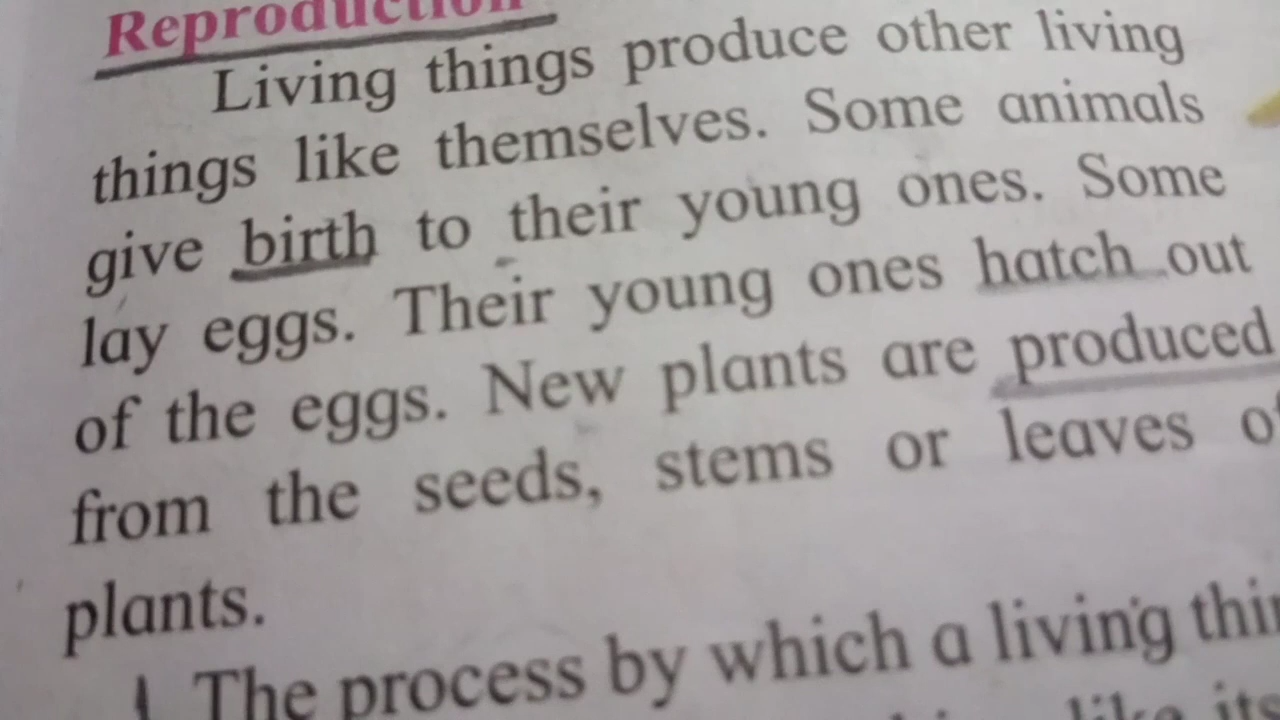 Reproduction
Living things produce other living
things like themselves. Some animals
give birth to their young ones. Some
lay eggs. Their young ones hatch out
of the eggs. New plants are produced
from the seeds, stems or leaves
plants.
The process by which a living
like its